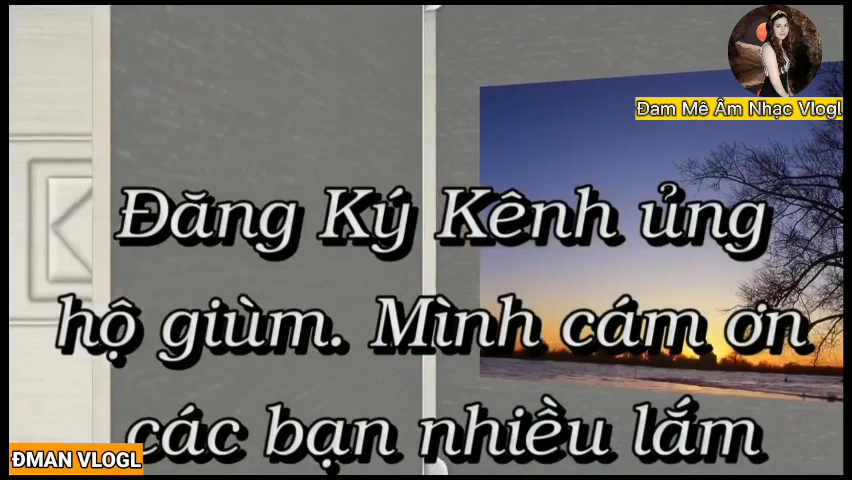 Đam Mê Âm Nhạc Vlogl
Đăng Ký Kênh ủng
hộ giùm. Mình cám ơn
các bạn nhiều lắm
ĐMAN VLOGL